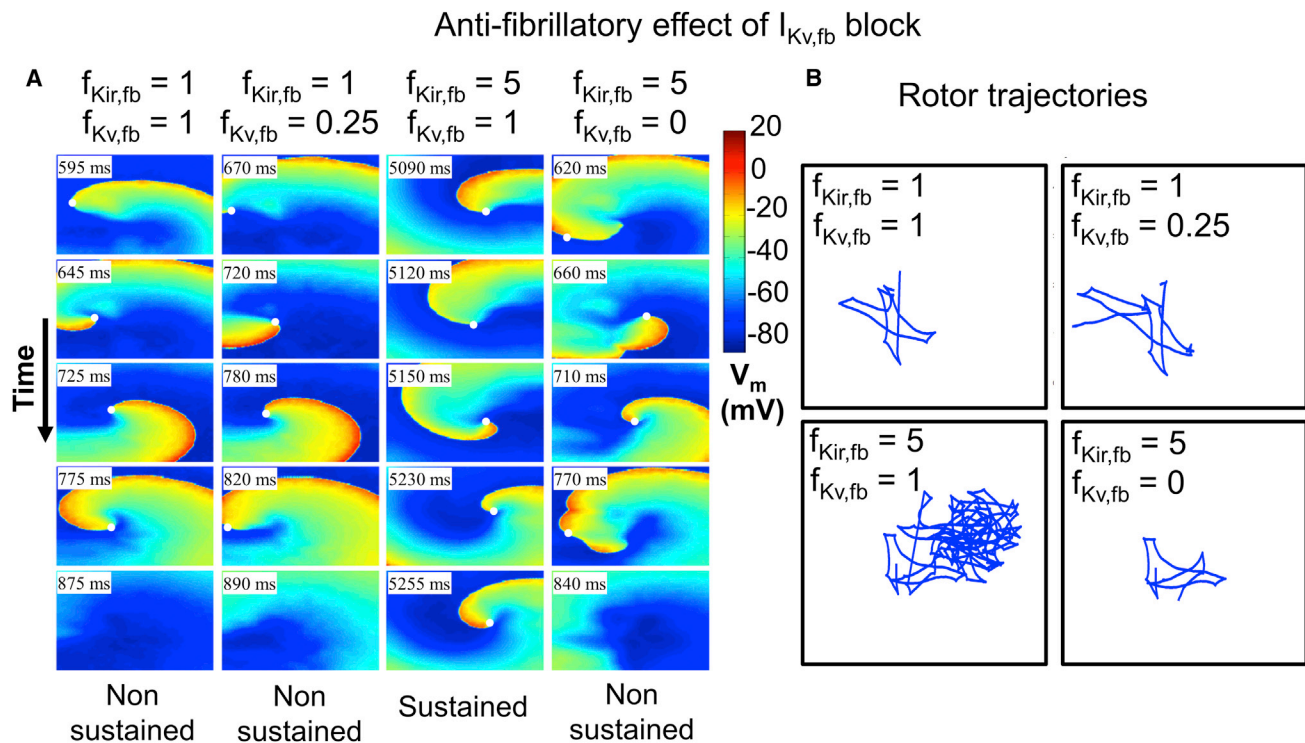 Anti-fibrillatory effect of I_Kv,fb block
A
f_Kir,fb = 1
f_Kv,fb = 1
f_Kir,fb = 1
f_Kv,fb = 0.25
f_Kir,fb = 5
f_Kv,fb = 1
f_Kir,fb = 5
f_Kv,fb = 0
595 ms
670 ms
5090 ms
620 ms
645 ms
720 ms
5120 ms
660 ms
725 ms
780 ms
5150 ms
710 ms
775 ms
820 ms
5230 ms
770 ms
875 ms
890 ms
5255 ms
840 ms
Time
20
0
-20
-40
-60
-80
V_m
(mV)
Non
sustained
Non
sustained
Sustained
Non
sustained
B
Rotor trajectories
f_Kir,fb = 1
f_Kv,fb = 1
f_Kir,fb = 1
f_Kv,fb = 0.25
f_Kir,fb = 5
f_Kv,fb = 1
f_Kir,fb = 5
f_Kv,fb = 0